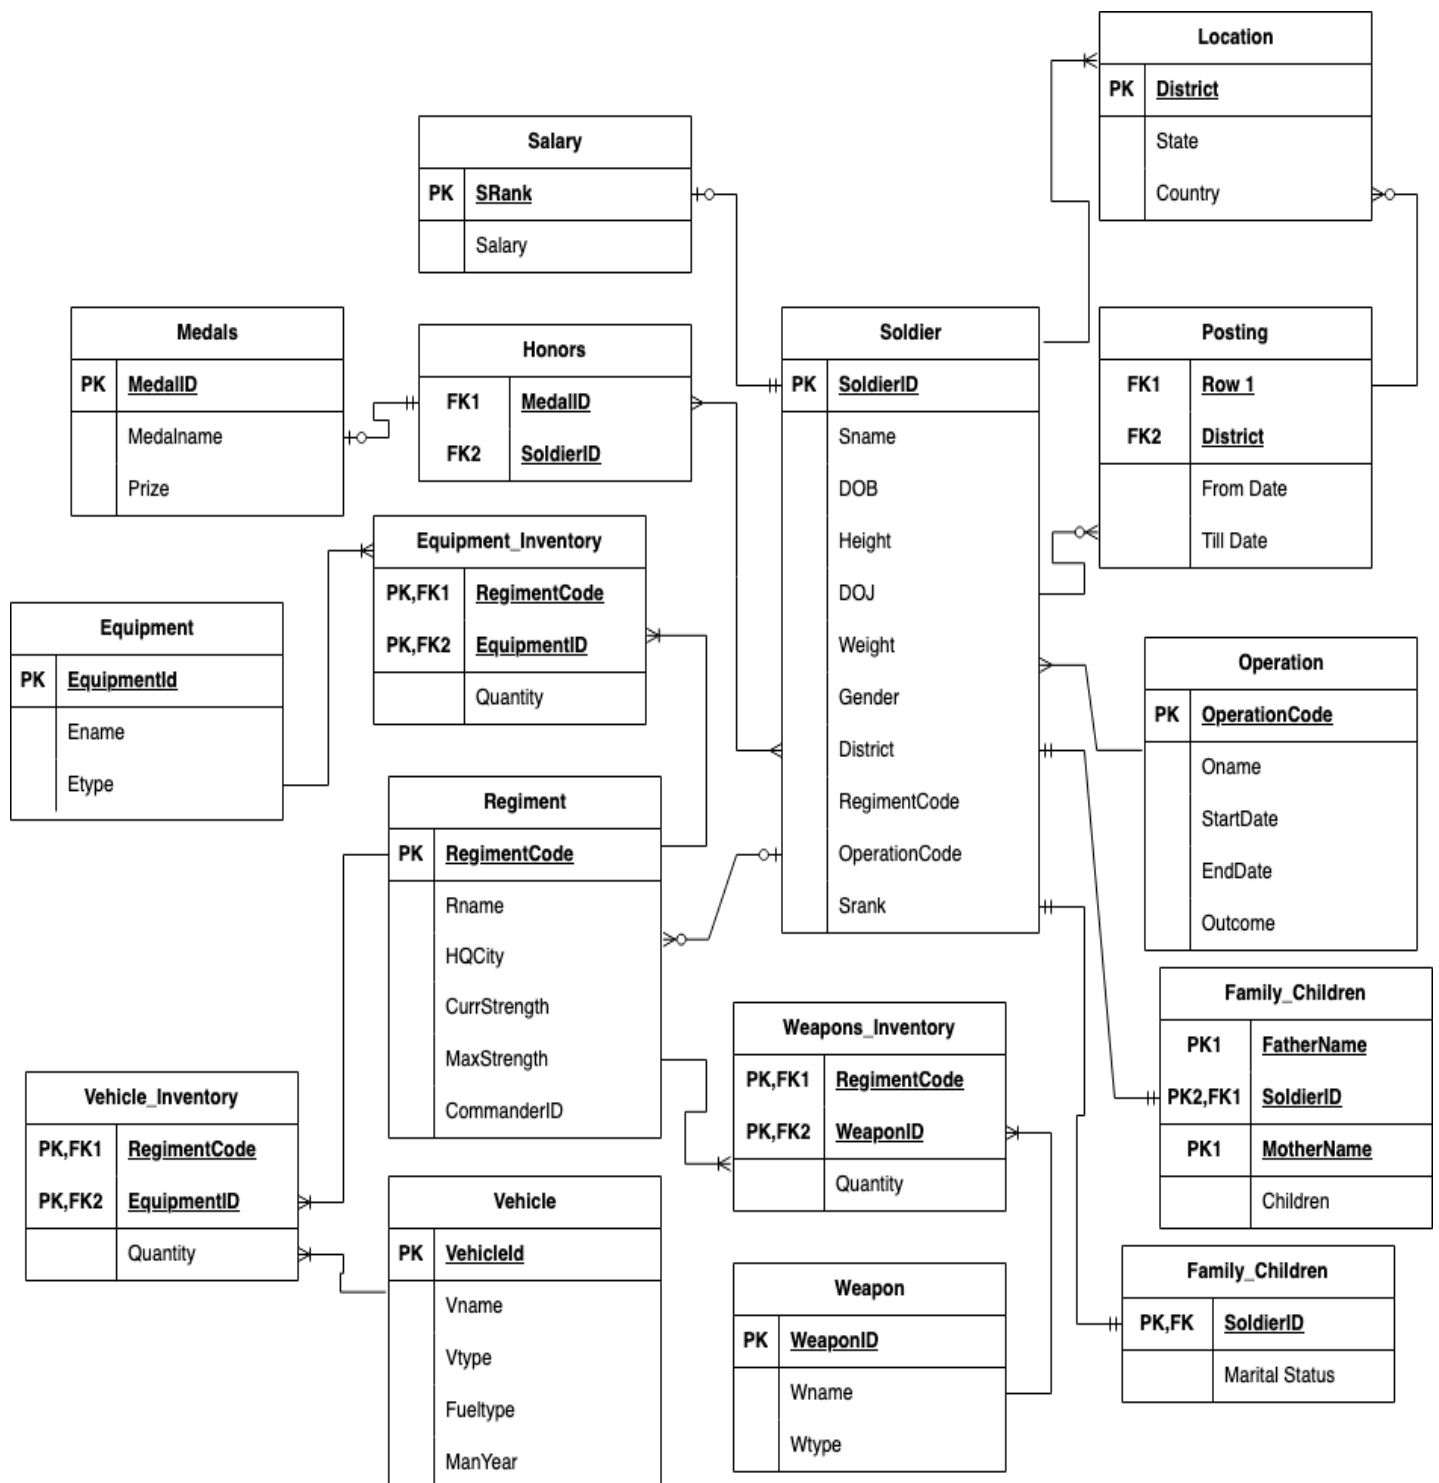 Location
PK District
State
Country
Salary
PK SRank
Salary
Medals
PK MedalID
Medalname
Prize
Honors
FK1 MedalID
FK2 SoldierID
Soldier
PK SoldierID
Sname
DOB
Height
DOJ
Weight
Gender
District
RegimentCode
OperationCode
Srank
Posting
FK1 Row 1
FK2 District
From Date
Till Date
Equipment_Inventory
PK,FK1 RegimentCode
PK,FK2 EquipmentID
Quantity
Equipment
PK EquipmentId
Ename
Etype
Operation
PK OperationCode
Oname
StartDate
EndDate
Outcome
Regiment
PK RegimentCode
Rname
HQCity
CurrStrength
MaxStrength
CommanderID
Family_Children
PK1 FatherName
PK2,FK1 SoldierID
PK1 MotherName
Children
Weapons_Inventory
PK,FK1 RegimentCode
PK,FK2 WeaponID
Quantity
Vehicle_Inventory
PK,FK1 RegimentCode
PK,FK2 EquipmentID
Quantity
Vehicle
PK VehicleId
Vname
Vtype
Fueltype
ManYear
Weapon
PK WeaponID
Wname
Wtype
Family_Children
PK,FK SoldierID
Marital Status